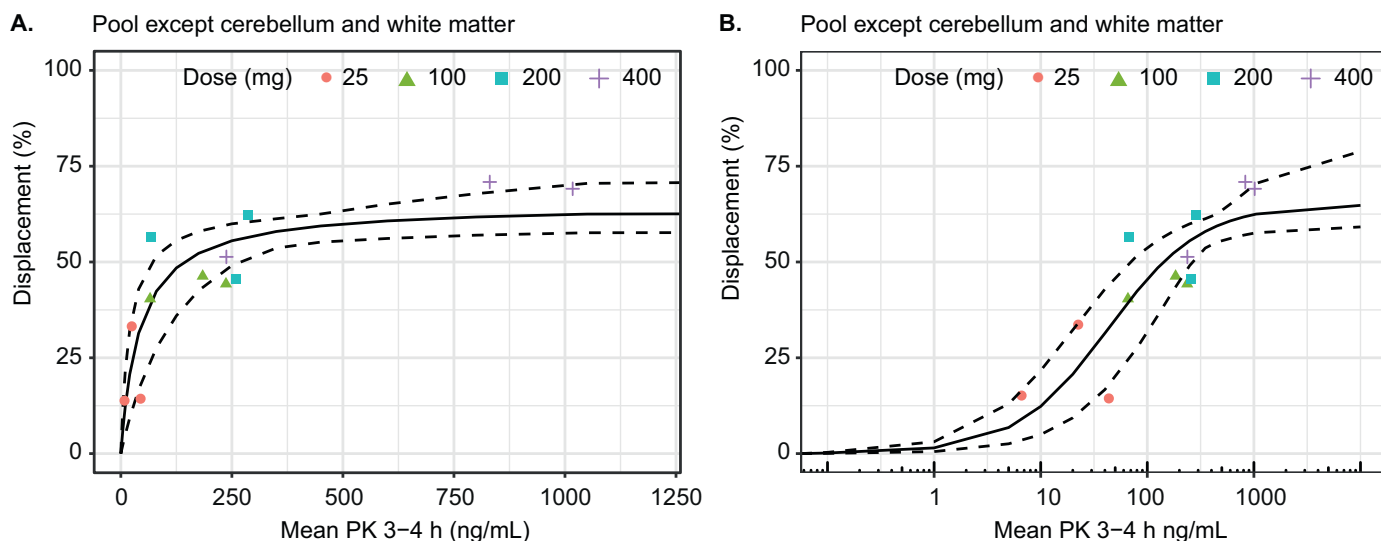 A. Pool except cerebellum and white matter
Dose (mg) 25 100 200 400
Displacement (%)
100
75
50
25
0
0 250 500 750 1000 1250
Mean PK 3−4 h (ng/mL)
B. Pool except cerebellum and white matter
Dose (mg) 25 100 200 400
Displacement (%)
100
75
50
25
0
1 10 100 1000
Mean PK 3−4 h ng/mL